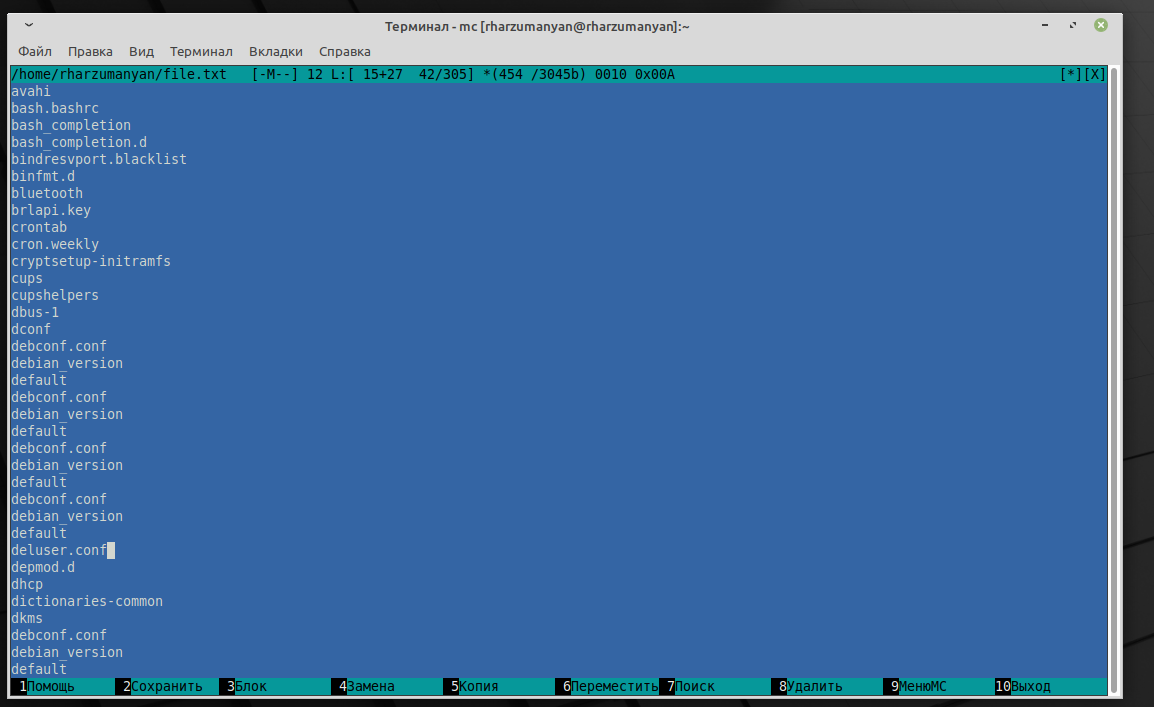 Терминал - mc [rharzumanyan@rharzumanyan]:~
Файл Правка Вид Терминал Вкладки Справка
/home/rharzumanyan/file.txt [-M--] 12 L:[ 15+27 42/305] *(454 /3045b) 0010 0x00A [*][X]
avahi
bash.bashrc
bash_completion
bash_completion.d
bindresvport.blacklist
binfmt.d
bluetooth
brlapi.key
crontab
cron.weekly
cryptsetup-initramfs
cups
cupshelpers
dbus-1
dconf
debconf.conf
debian_version
default
debconf.conf
debian_version
default
debconf.conf
debian_version
default
debconf.conf
debian_version
default
deluser.conf
depmod.d
dhcp
dictionaries-common
dkms
debconf.conf
debian_version
default
1Помощь 2Сохранить 3Блок 4Замена 5Копия 6Переместить 7Поиск 8Удалить 9МенюМС 10Выход